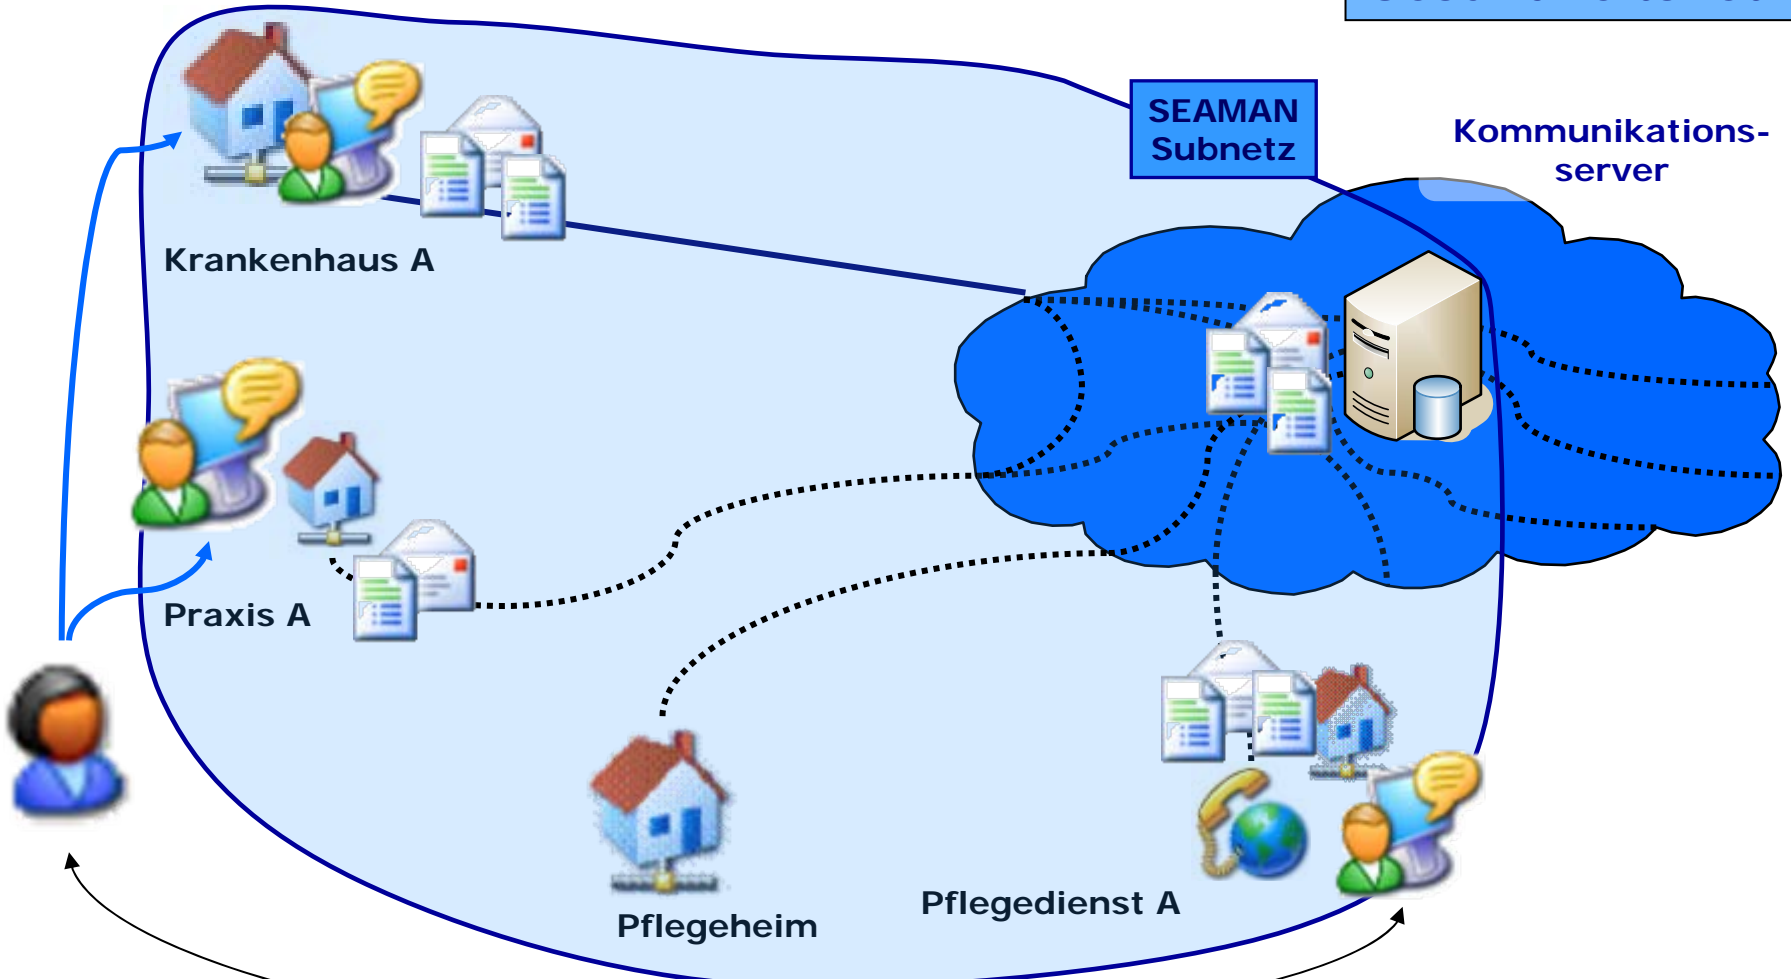 SEAMAN
Subnetz
Kommunikations-
server
Krankenhaus A
Praxis A
Pflegedienst A
Pflegeheim